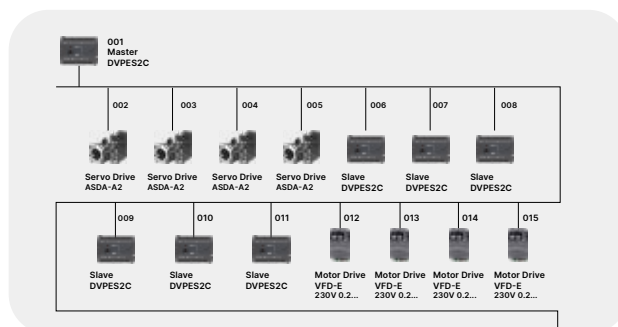 001
Master
DVPES2C
002
003
004
005
006
007
008
Servo Drive
ASDA-A2
Servo Drive
ASDA-A2
Servo Drive
ASDA-A2
Servo Drive
ASDA-A2
Slave
DVPES2C
Slave
DVPES2C
Slave
DVPES2C
009
010
011
012
013
014
015
Slave
DVPES2C
Slave
DVPES2C
Slave
DVPES2C
Motor Drive
VFD-E
230V 0.2...
Motor Drive
VFD-E
230V 0.2...
Motor Drive
VFD-E
230V 0.2...
Motor Drive
VFD-E
230V 0.2...